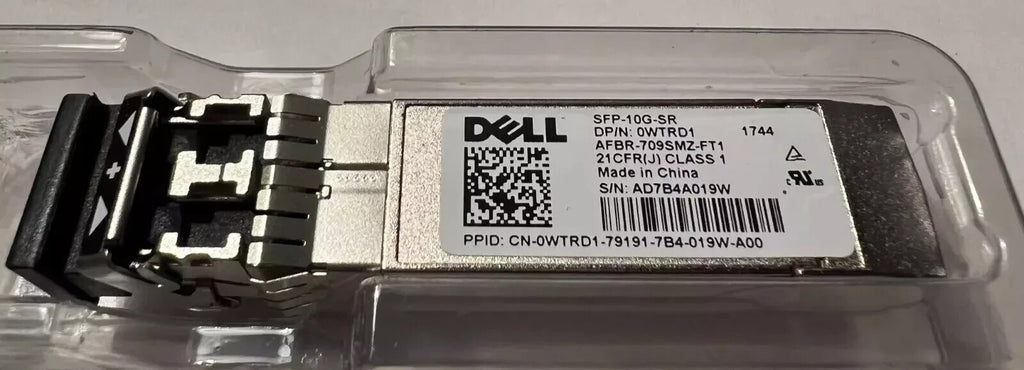 DELL
SFP-10G-SR
DP/N: 0WTRD1 1744
AFBR-709SMZ-FT1
21CFR(J) CLASS 1
Made in China
S/N: AD7B4A019W
PPID: CN-0WTRD1-79191-7B4-019W-A00